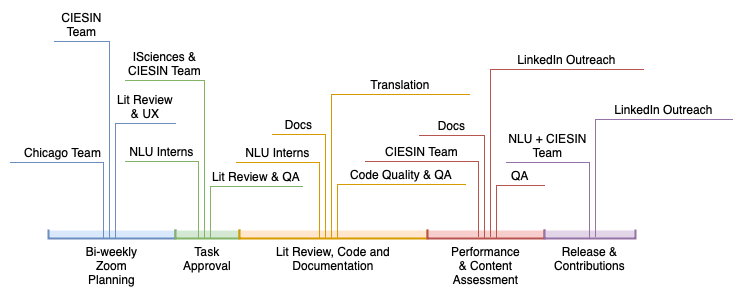 CIESIN
Team
ISciences &
CIESIN Team
LinkedIn Outreach
Translation
Lit Review
& UX
LinkedIn Outreach
Docs
Docs
NLU + CIESIN
Team
Chicago Team
NLU Interns
NLU Interns
CIESIN Team
Lit Review & QA
Code Quality & QA
QA
Bi-weekly
Zoom
Planning
Task
Approval
Lit Review, Code and
Documentation
Performance
& Content
Assessment
Release &
Contributions